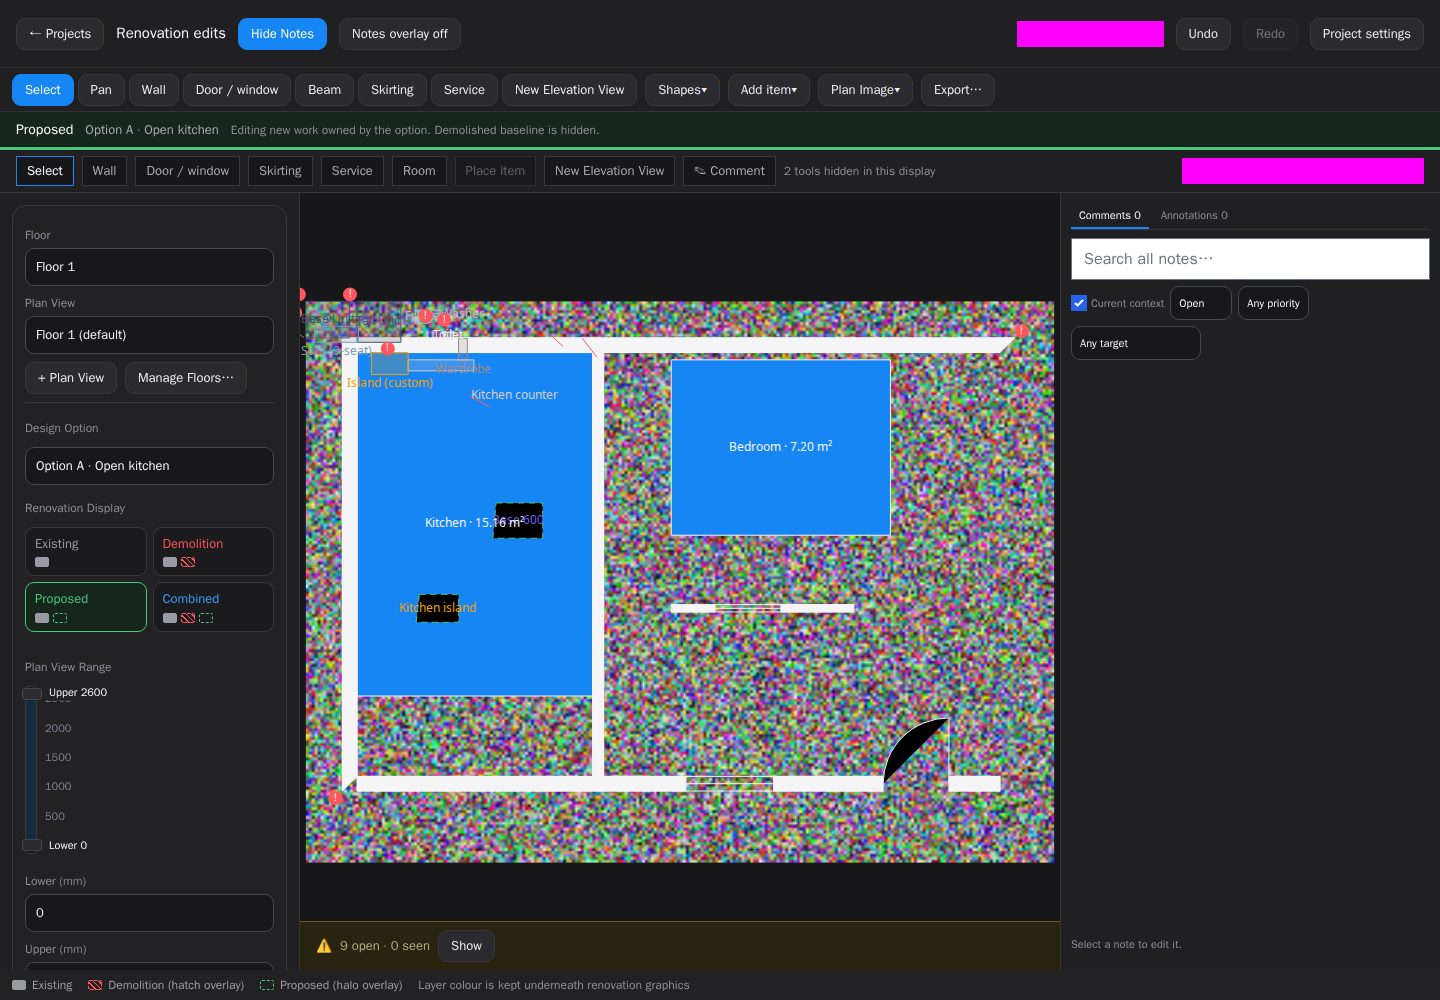 ← Projects
Renovation edits
Hide Notes
Notes overlay off
Undo
Redo
Project settings
Select
Pan
Wall
Door / window
Beam
Skirting
Service
New Elevation View
Shapes▾
Add item▾
Plan Image▾
Export···
Proposed Option A · Open kitchen Editing new work owned by the option. Demolished baseline is hidden.
Select
Wall
Door / window
Skirting
Service
Room
Place item
New Elevation View
✎ Comment
2 tools hidden in this display
Floor
Floor 1
Plan View
Floor 1 (default)
+ Plan View
Manage Floors···
Design Option
Option A · Open kitchen
Renovation Display
Existing
Demolition
Proposed
Combined
Plan View Range
Upper 2600
2000
1500
1000
500
Lower 0
Lower (mm)
0
Upper (mm)
Toilet
Wardrobe
Island (custom)
Kitchen counter
Bedroom · 7.20 m²
Kitchen · 15.16 m²
Kitchen island
⚠️ 9 open · 0 seen
Show
Comments 0
Annotations 0
Search all notes···
Current context
Open
Any priority
Any target
Select a note to edit it.
Existing
Demolition (hatch overlay)
Proposed (halo overlay)
Layer colour is kept underneath renovation graphics